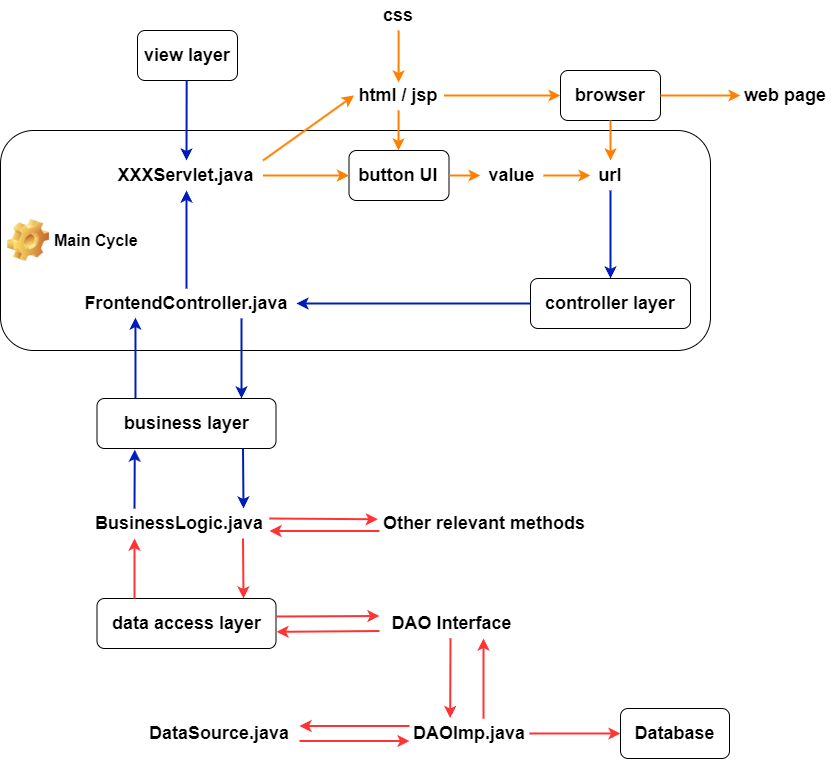 css
view layer
html / jsp
browser
web page
XXXServlet.java
button UI
value
url
Main Cycle
FrontendController.java
controller layer
business layer
BusinessLogic.java
Other relevant methods
data access layer
DAO Interface
DataSource.java
DAOImp.java
Database